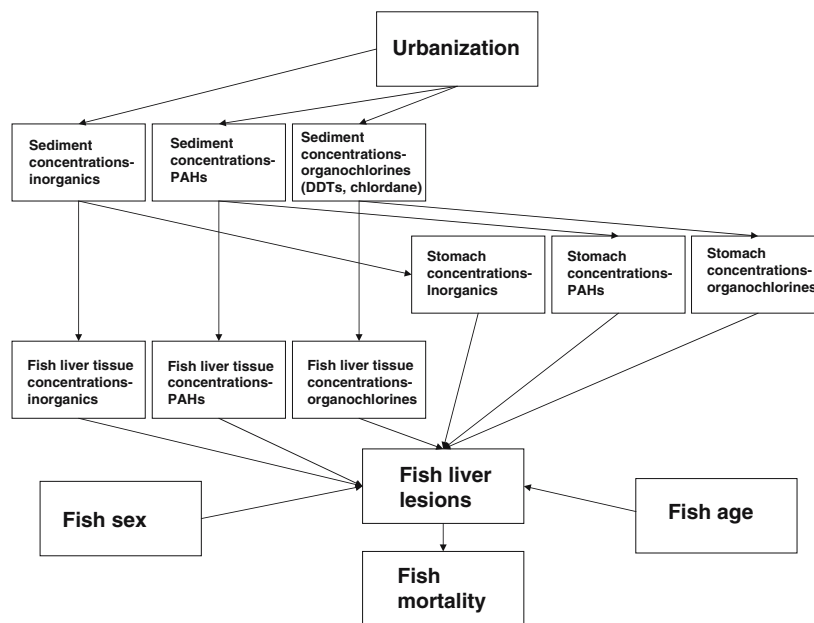 Urbanization
Sediment
concentrations-
inorganics
Sediment
concentrations-
PAHs
Sediment
concentrations-
organochlorines
(DDTs, chlordane)
Stomach
concentrations-
Inorganics
Stomach
concentrations-
PAHs
Stomach
concentrations-
organochlorines
Fish liver tissue
concentrations-
inorganics
Fish liver tissue
concentrations-
PAHs
Fish liver tissue
concentrations-
organochlorines
Fish liver
lesions
Fish sex
Fish age
Fish
mortality